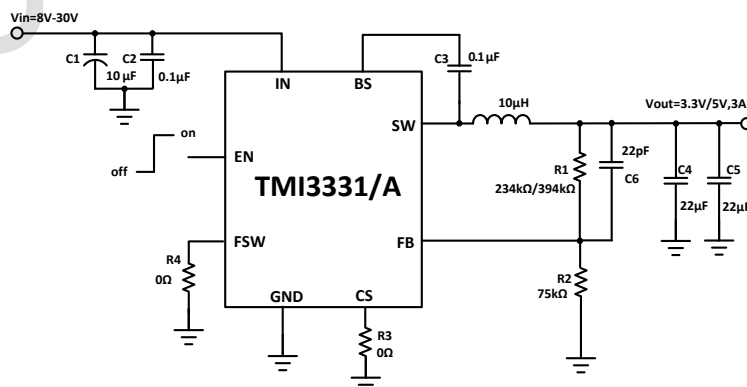 Vin=8V-30V
C1
10 μF
C2
0.1μF
C3
0.1μF
IN
BS
SW
10μH
Vout=3.3V/5V,3A
on
off
EN
TMI3331/A
R1
234kΩ/394kΩ
22pF
C6
C4
22μF
C5
22μF
FSW
FB
R4
0Ω
R2
75kΩ
GND
CS
R3
0Ω